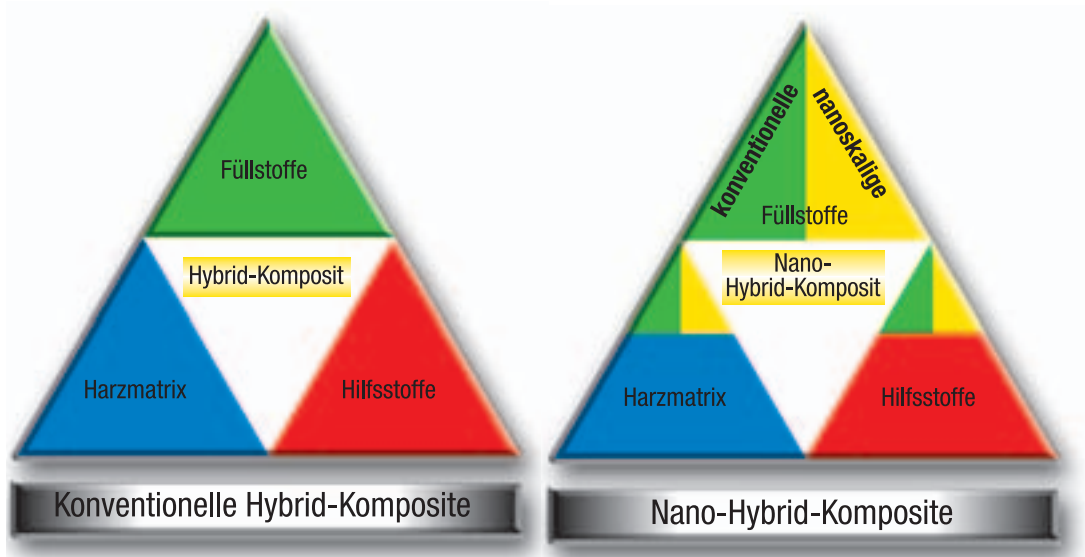 Füllstoffe
Hybrid-Komposit
Harzmatrix
Hilfsstoffe
Konventionelle Hybrid-Komposite
konventionelle
nanoskalige
Füllstoffe
Nano-
Hybrid-Komposit
Harzmatrix
Hilfsstoffe
Nano-Hybrid-Komposite